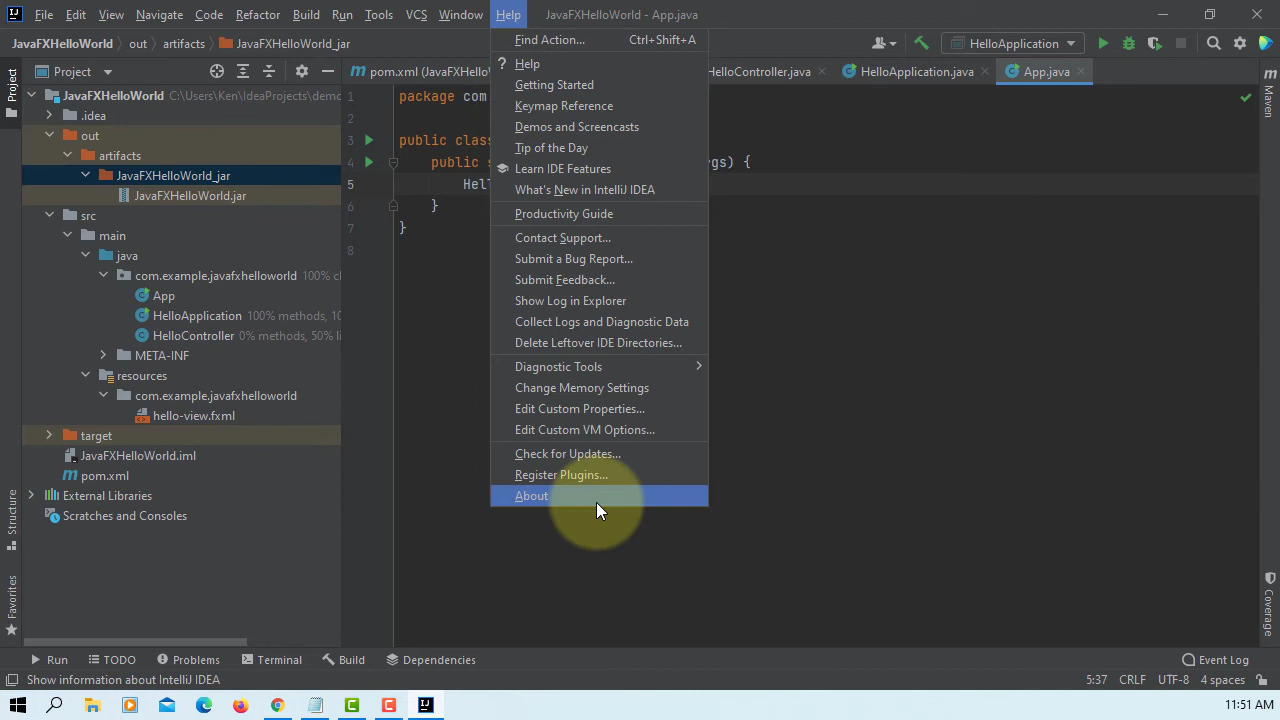 File Edit View Navigate Code Refactor Build Run Tools VCS Window Help JavaFXHelloWorld - App.java
JavaFXHelloWorld out artifacts JavaFXHelloWorld_jar HelloApplication
Project pom.xml (JavaFXHelloWo HelloController.java HelloApplication.java App.java
Find Action... Ctrl+Shift+A
Help
Getting Started
Keymap Reference
Demos and Screencasts
Tip of the Day
Learn IDE Features
What's New in IntelliJ IDEA
Productivity Guide
Contact Support...
Submit a Bug Report...
Submit Feedback...
Show Log in Explorer
Collect Logs and Diagnostic Data
Delete Leftover IDE Directories...
Diagnostic Tools
Change Memory Settings
Edit Custom Properties...
Edit Custom VM Options...
Check for Updates...
Register Plugins...
About
Project
Structure
Favorites
JavaFXHelloWorld C:\Users\Ken\IdeaProjects\demo
.idea
out
artifacts
JavaFXHelloWorld_jar
JavaFXHelloWorld.jar
src
main
java
com.example.javafxhelloworld 100% cl
App
HelloApplication 100% methods, 10
HelloController 0% methods, 50% li
META-INF
resources
com.example.javafxhelloworld
hello-view.fxml
target
JavaFXHelloWorld.iml
pom.xml
External Libraries
Scratches and Consoles
1 package com
2
3 public clas
4 public s gs) {
5 Hel
6 }
7 }
8
Maven
Coverage
Run TODO Problems Terminal Build Dependencies Event Log
Show information about IntelliJ IDEA 5:37 CRLF UTF-8 4 spaces
11:51 AM